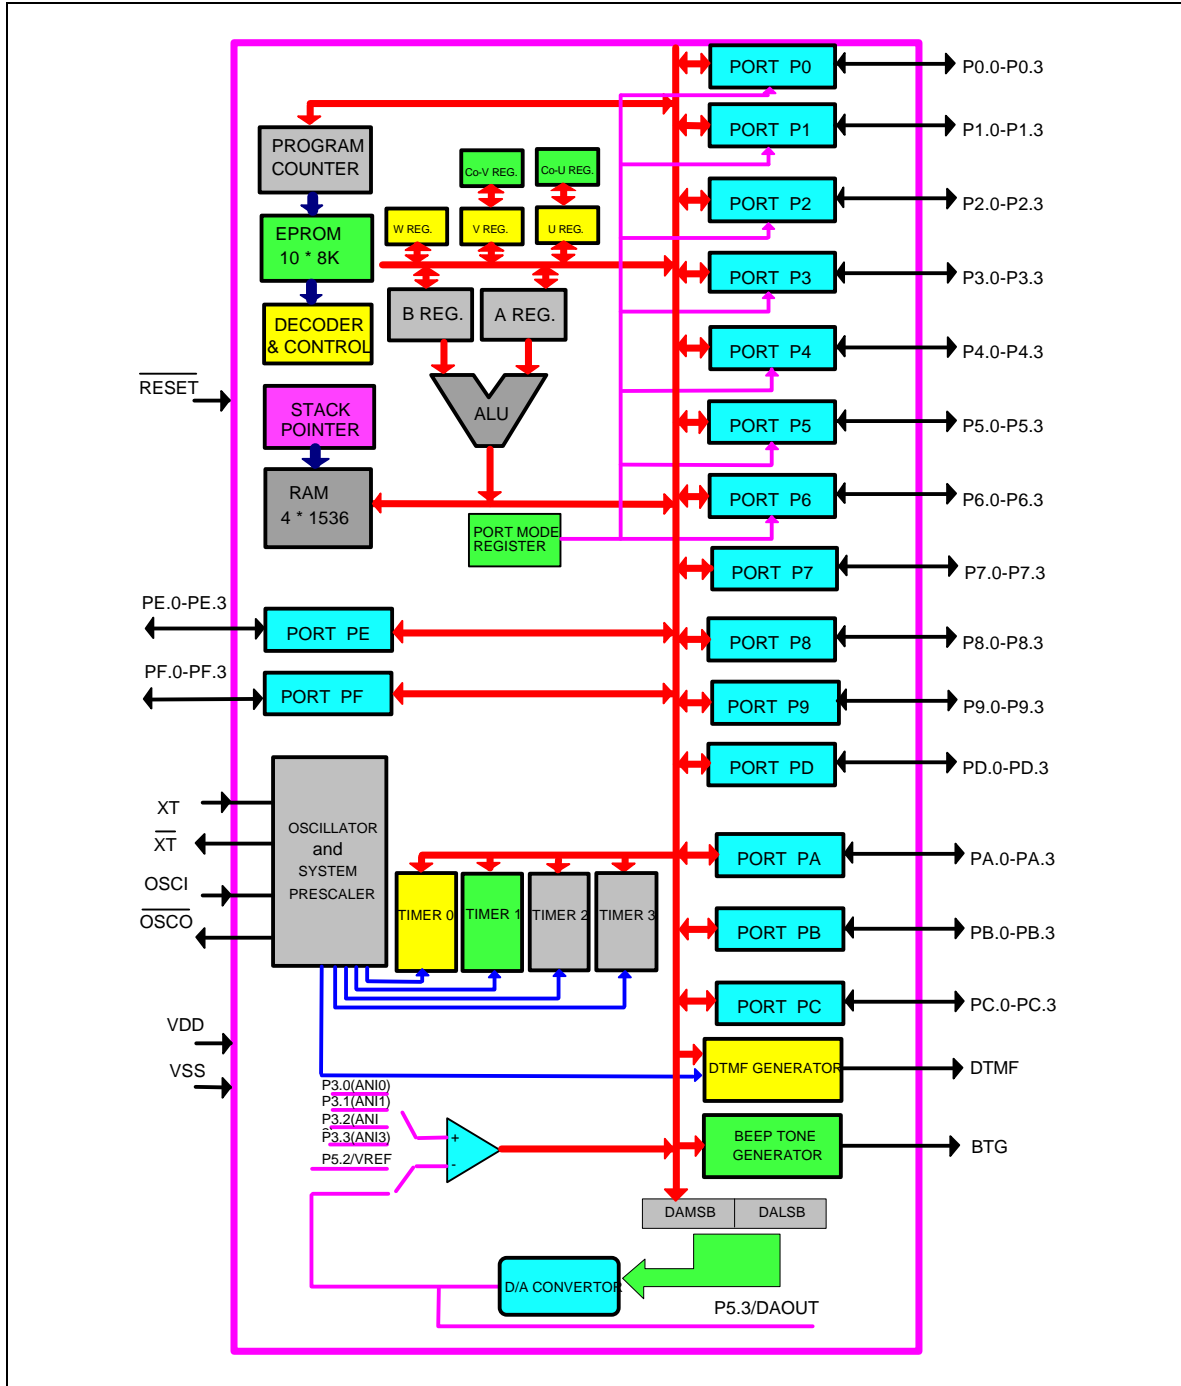 PORT P0
P0.0-P0.3
PORT P1
P1.0-P1.3
PROGRAM
COUNTER
Co-V REG.
Co-U REG.
PORT P2
P2.0-P2.3
W REG.
V REG.
U REG.
EPROM
10 * 8K
PORT P3
P3.0-P3.3
B REG.
A REG.
DECODER
& CONTROL
PORT P4
P4.0-P4.3
RESET
STACK
POINTER
ALU
PORT P5
P5.0-P5.3
RAM
4 * 1536
PORT P6
P6.0-P6.3
PORT MODE
REGISTER
PORT P7
P7.0-P7.3
PE.0-PE.3
PORT PE
PORT P8
P8.0-P8.3
PF.0-PF.3
PORT PF
PORT P9
P9.0-P9.3
PORT PD
PD.0-PD.3
XT
XT
OSCI
OSCO
OSCILLATOR
and
SYSTEM
PRESCALER
PORT PA
PA.0-PA.3
TIMER 0
TIMER 1
TIMER 2
TIMER 3
PORT PB
PB.0-PB.3
PORT PC
PC.0-PC.3
VDD
VSS
DTMF GENERATOR
DTMF
P3.0(ANI0)
P3.1(ANI1)
P3.2(ANI
P3.3(ANI3)
P5.2/VREF
+
-
BEEP TONE
GENERATOR
BTG
DAMSB
DALSB
D/A CONVERTOR
P5.3/DAOUT